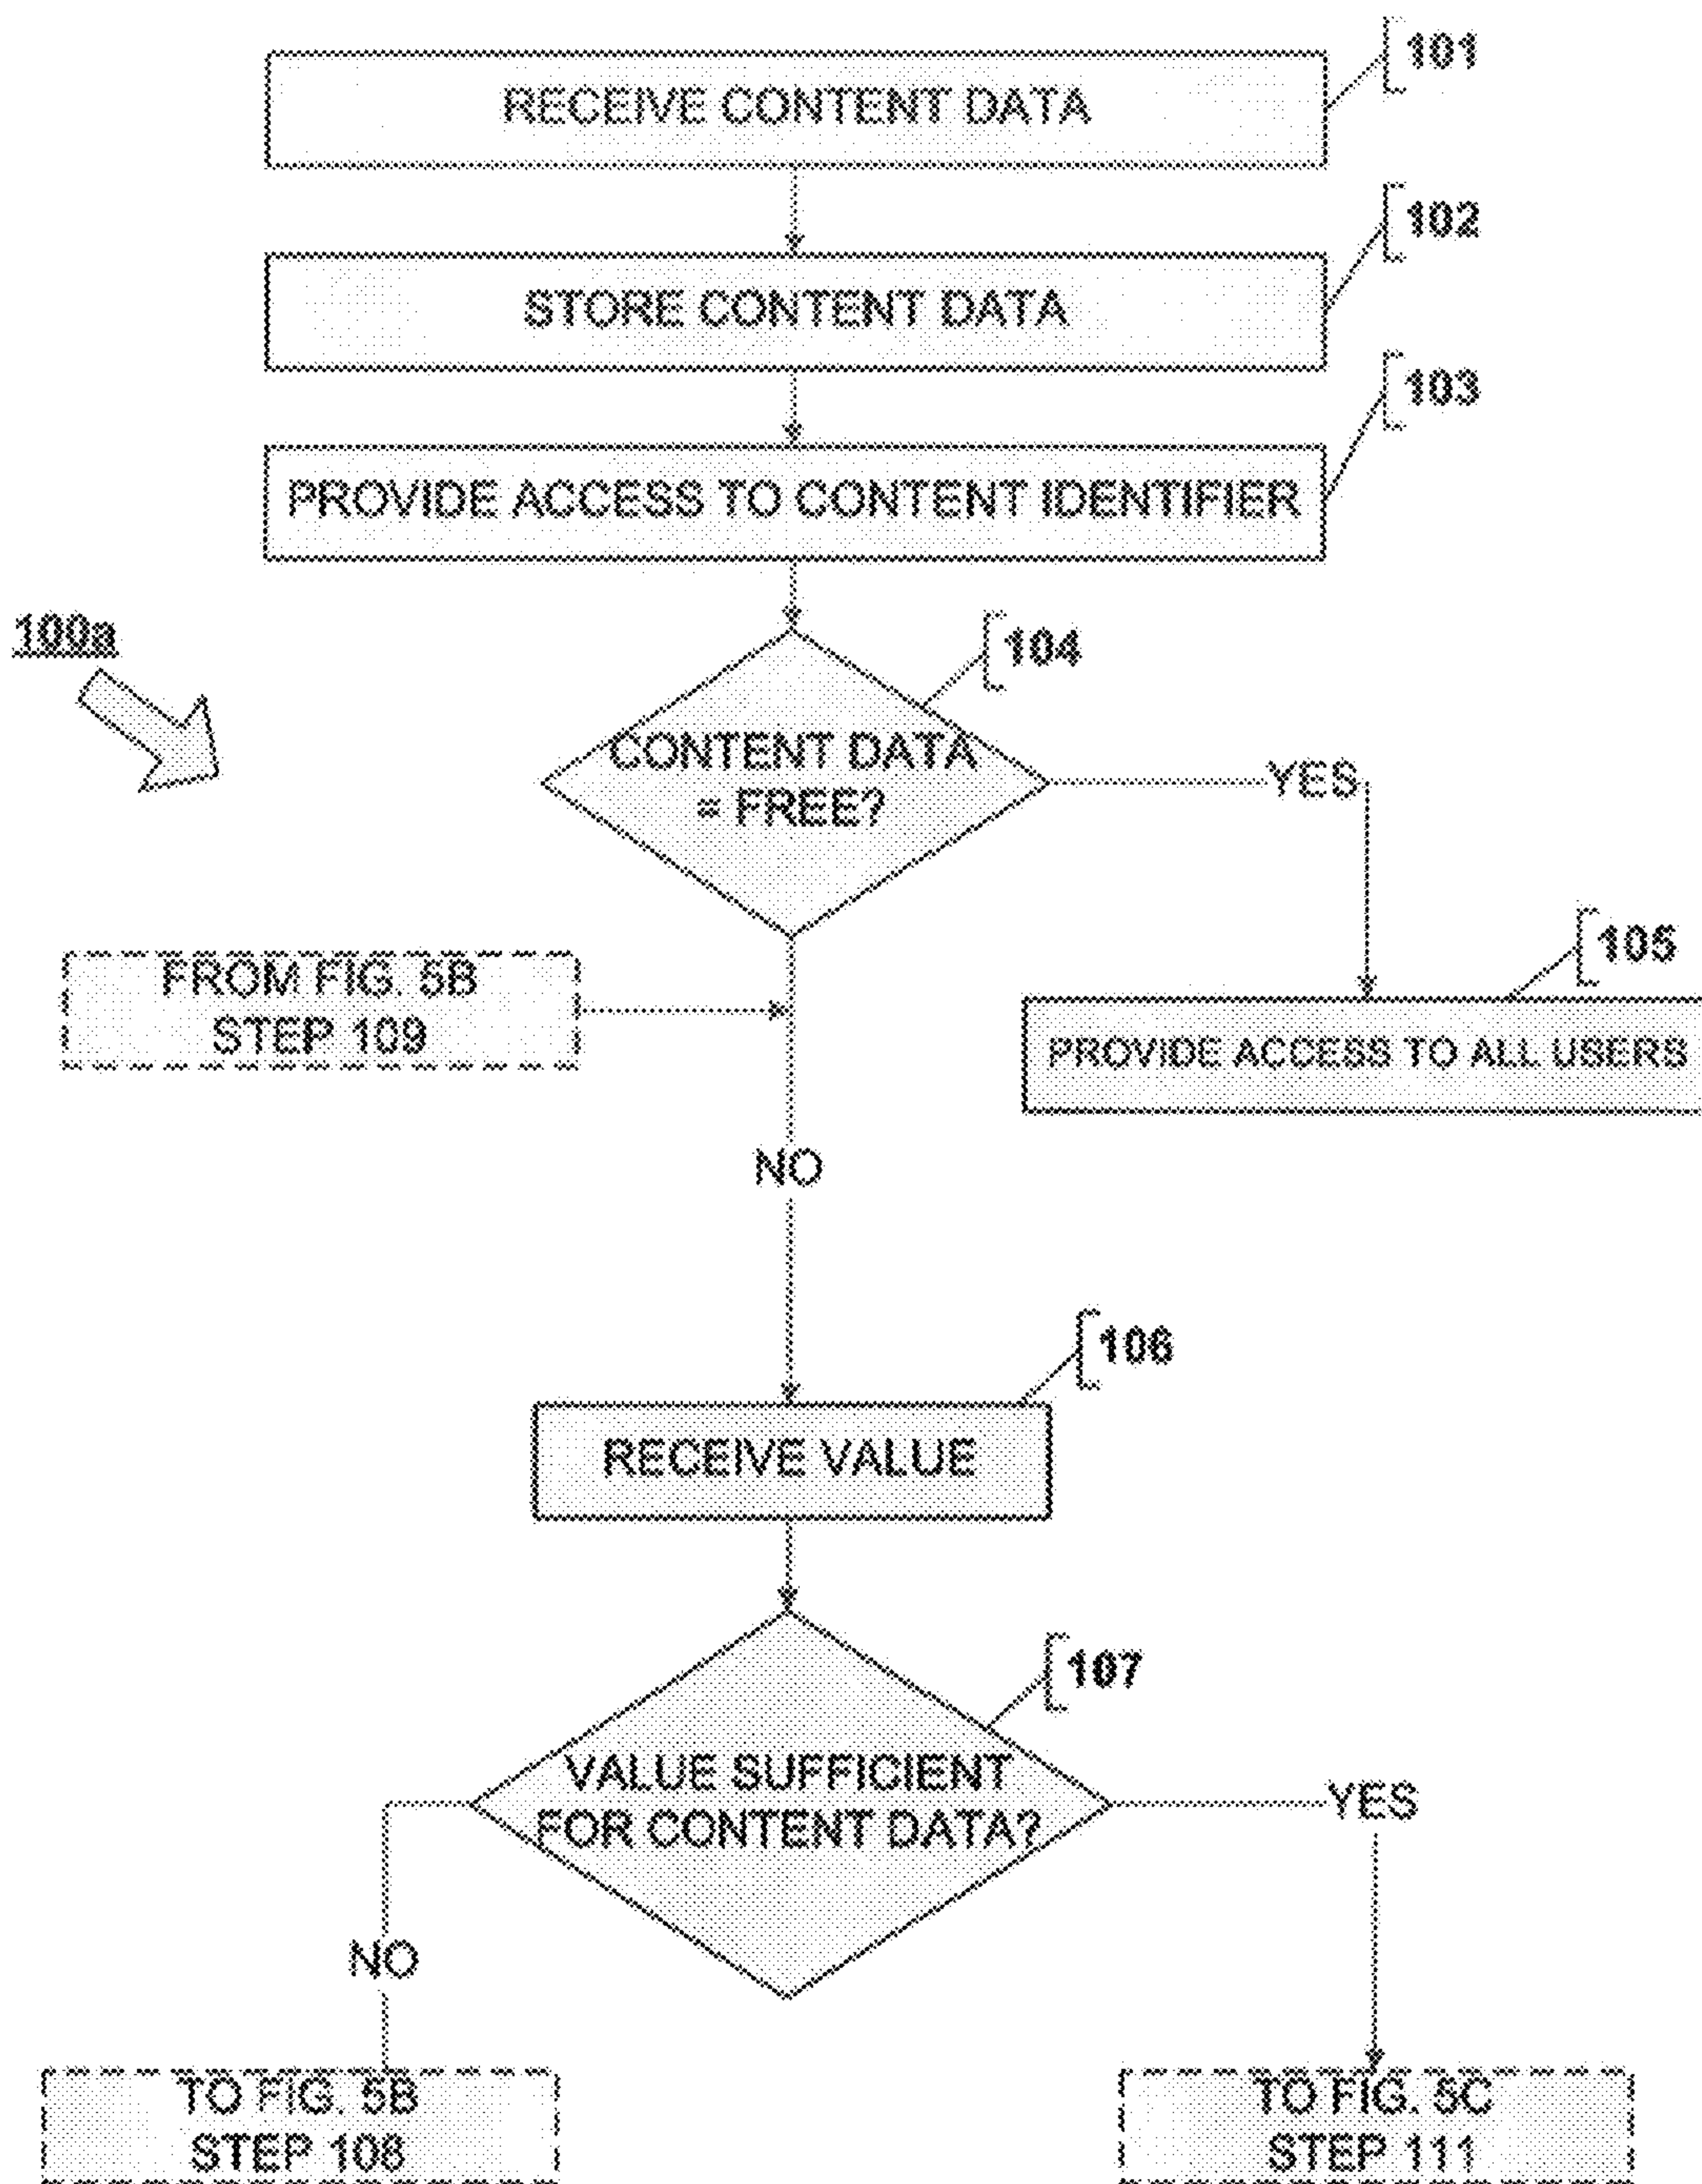 101
RECEIVE CONTENT DATA
102
STORE CONTENT DATA
103
PROVIDE ACCESS TO CONTENT IDENTIFIER
100a
104
CONTENT DATA
= FREE?
YES
FROM FIG. 5B
STEP 109
105
PROVIDE ACCESS TO ALL USERS
NO
106
RECEIVE VALUE
107
VALUE SUFFICIENT
FOR CONTENT DATA?
YES
NO
TO FIG. 5B
STEP 108
TO FIG. 5C
STEP 111